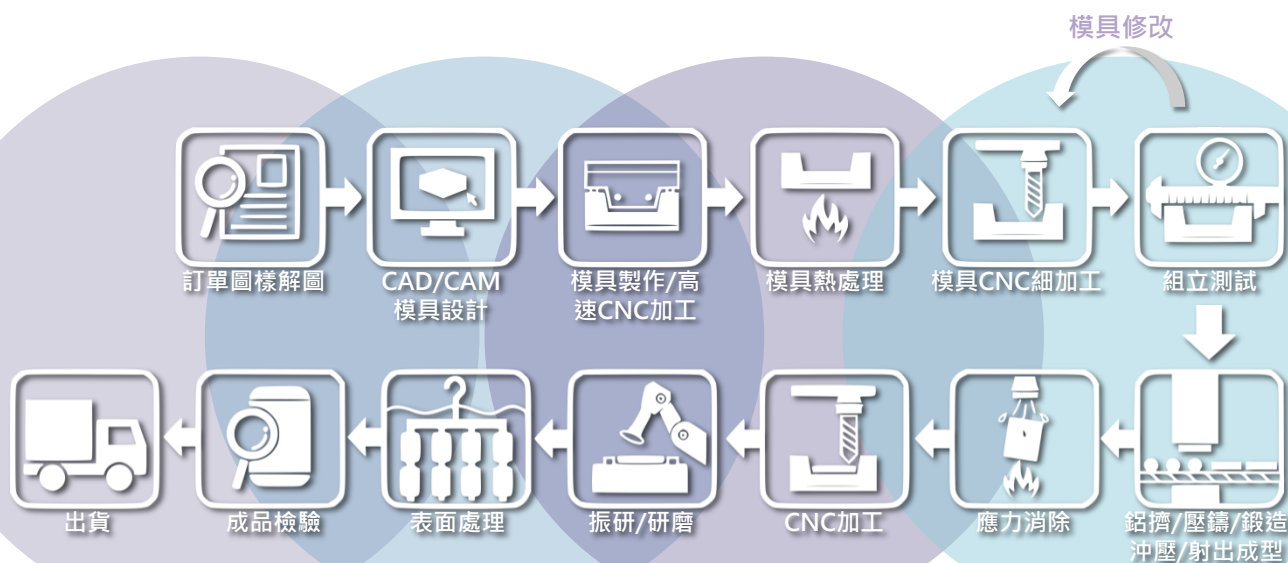 模具修改
訂單圖樣解圖
CAD/CAM
模具設計
模具製作/高
速CNC加工
模具熱處理
模具CNC細加工
組立測試
出貨
成品檢驗
表面處理
振研/研磨
CNC加工
應力消除
鋁擠/壓鑄/鍛造
沖壓/射出成型